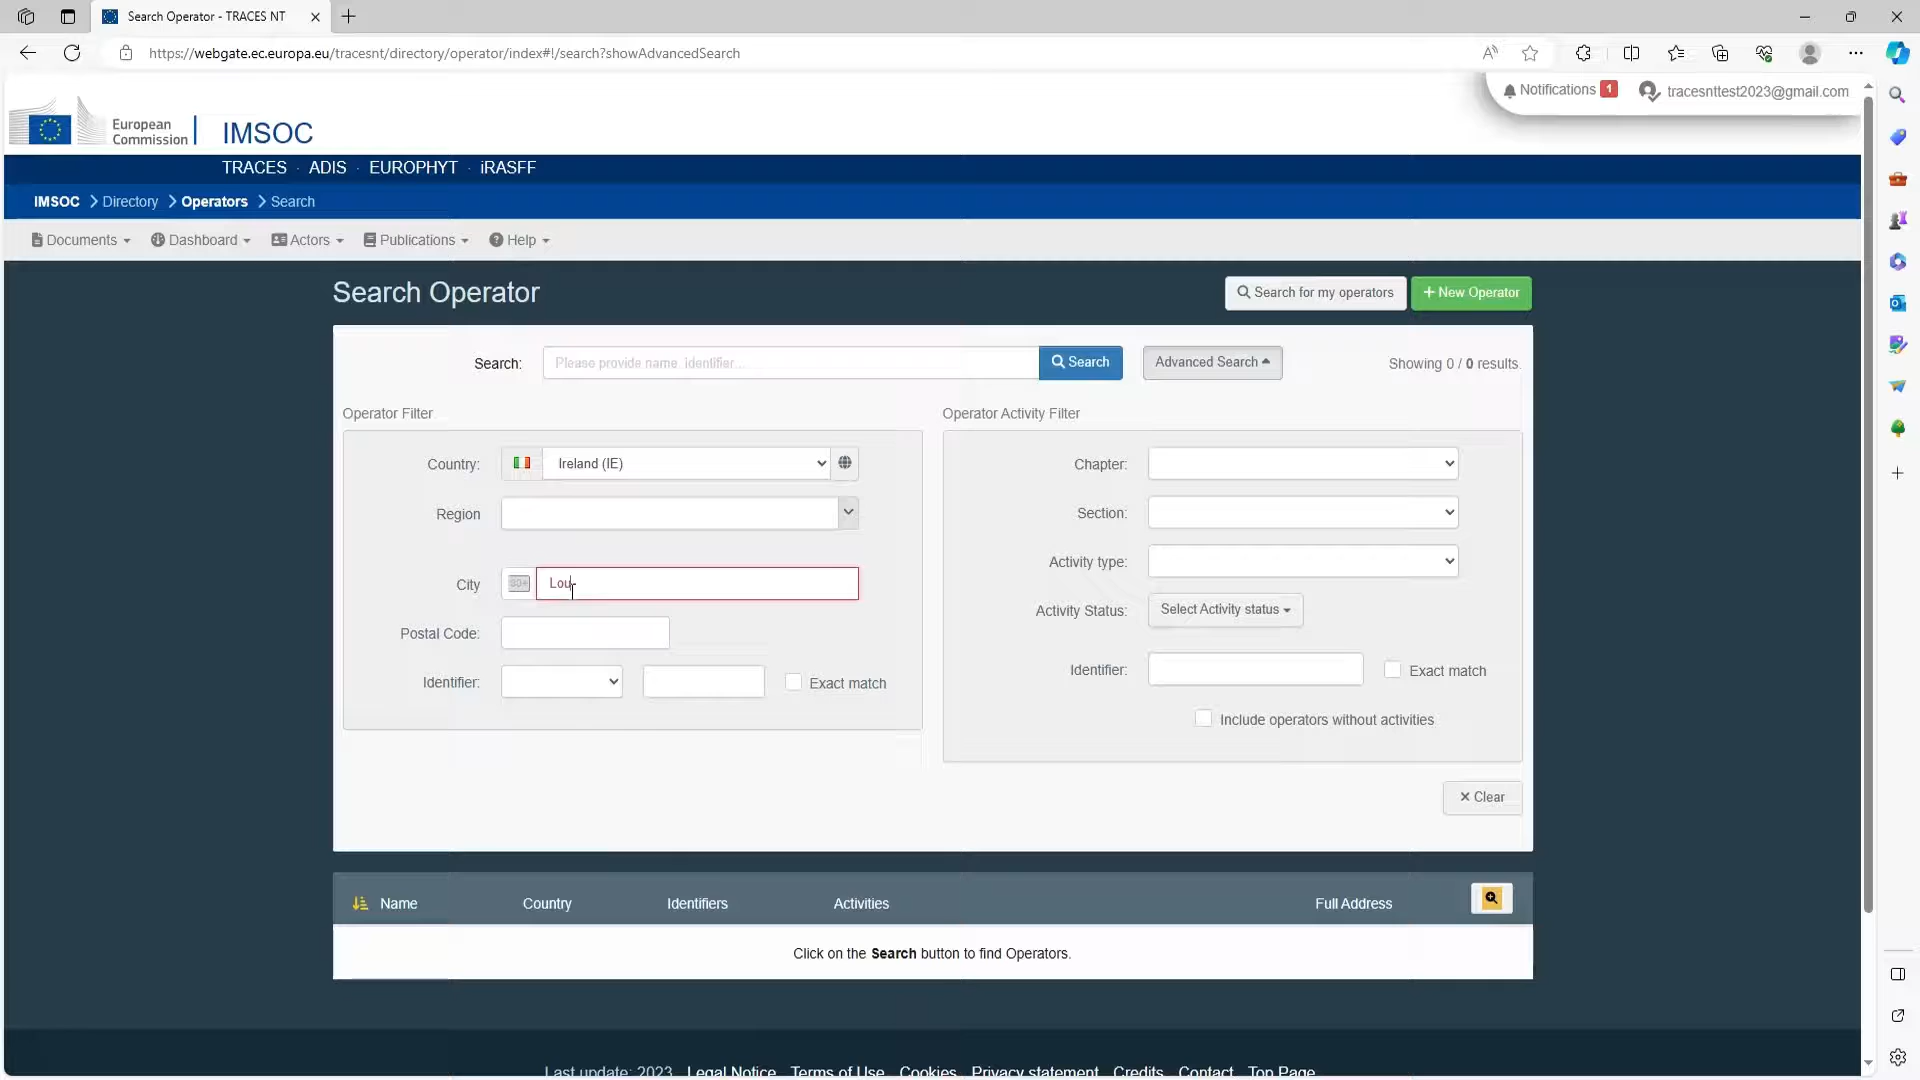 Search Operator - TRACES NT
https://webgate.ec.europa.eu/tracesnt/directory/operator/index#!/search?showAdvancedSearch
Notifications 1 tracesnttest2023@gmail.com
European
Commission
IMSOC
TRACES · ADIS · EUROPHYT · iRASFF
IMSOC Directory Operators Search
Documents Dashboard Actors Publications Help
Search Operator
Search for my operators
+ New Operator
Search: Please provide name, identifier... Search Advanced Search Showing 0 / 0 results.
Operator Filter
Operator Activity Filter
Country: Ireland (IE)
Chapter:
Region
Section:
Activity type:
City Lou
Activity Status: Select Activity status
Postal Code:
Identifier: Exact match
Identifier: Exact match
Include operators without activities
Clear
Name Country Identifiers Activities Full Address
Click on the Search button to find Operators.
Last update: 2023 Legal Notice Terms of Use Cookies Privacy statement Credits Contact Top Page